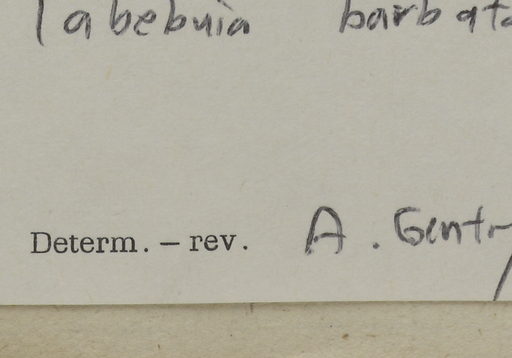 Tabebuia barbata
Determ. – rev. A. Gentry